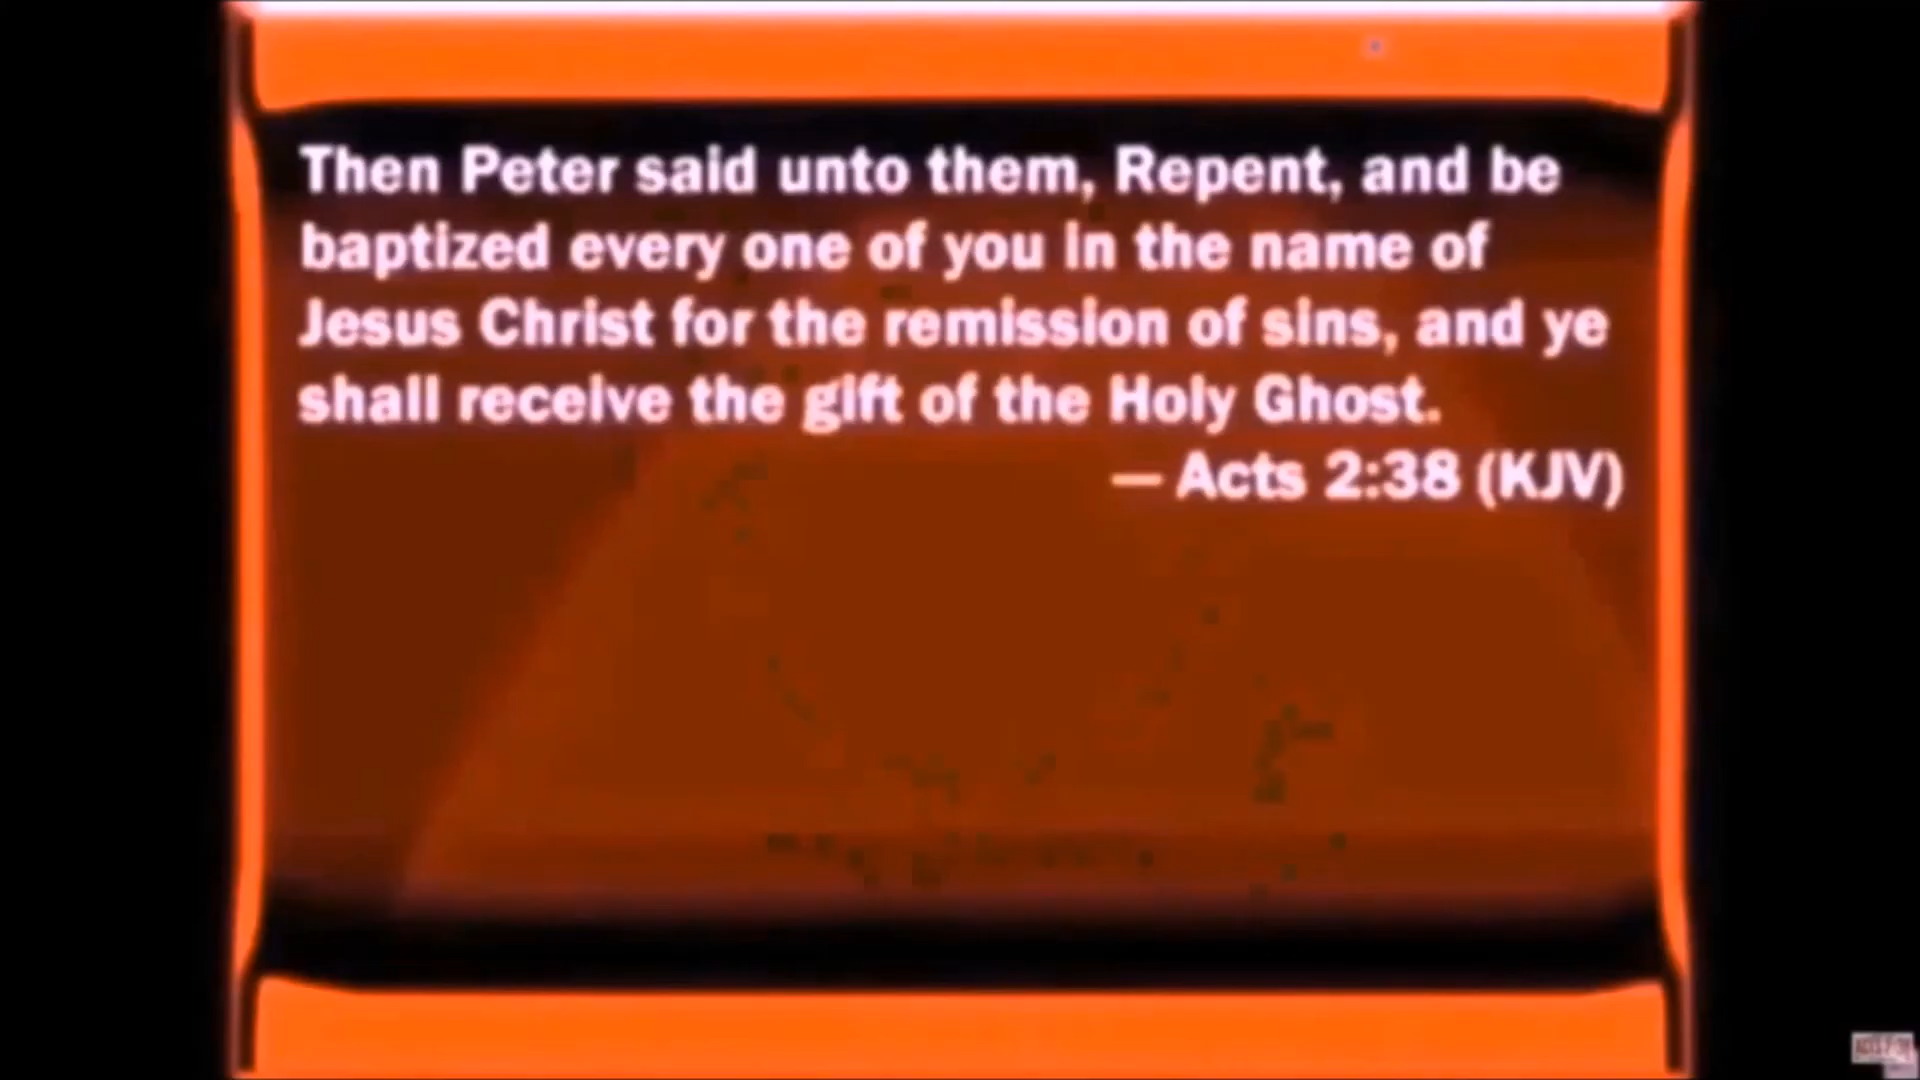 Then Peter said unto them, Repent, and be
baptized every one of you in the name of
Jesus Christ for the remission of sins, and ye
shall receive the gift of the Holy Ghost.
— Acts 2:38 (KJV)